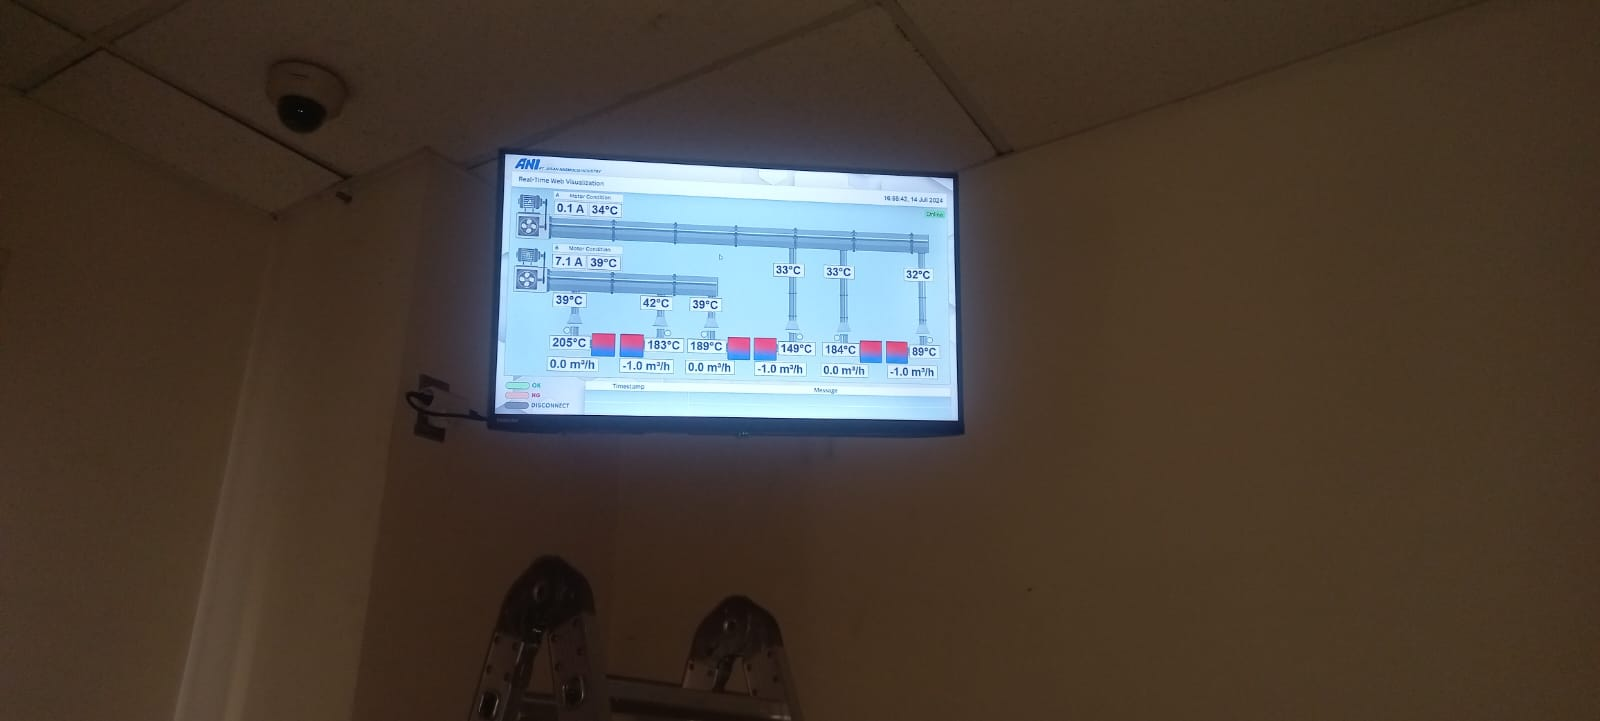 ANI
Real-Time Web Visualization
16:55:42, 14 Juli 2024
Online
A Motor Condition
0.1 A 34°C
B Motor Condition
7.1 A 39°C
33°C 33°C 32°C
39°C 42°C 39°C
205°C 183°C 189°C 149°C 184°C 89°C
0.0 m³/h -1.0 m³/h 0.0 m³/h -1.0 m³/h 0.0 m³/h -1.0 m³/h
OK
NG
DISCONNECT
Timestamp Message